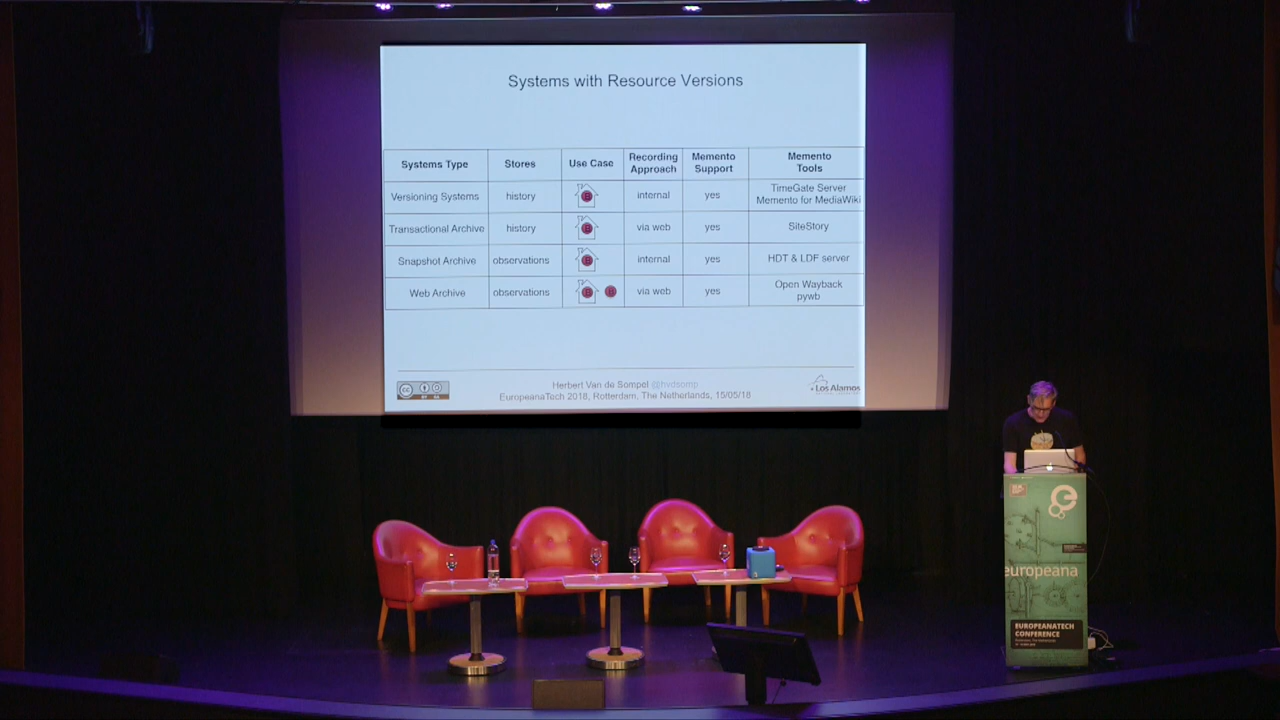 Systems with Resource Versions
Systems Type Stores Use Case Recording Approach Memento Support Memento Tools
Versioning Systems history B internal yes TimeGate Server Memento for MediaWiki
Transactional Archive history B via web yes SiteStory
Snapshot Archive observations B internal yes HDT & LDF server
Web Archive observations B B via web yes Open Wayback pywb
Herbert Van de Sompel @hvdsomp
EuropeanaTech 2018, Rotterdam, The Netherlands, 15/05/18
CC BY SA
Los Alamos
europeana
EUROPEANATECH
CONFERENCE